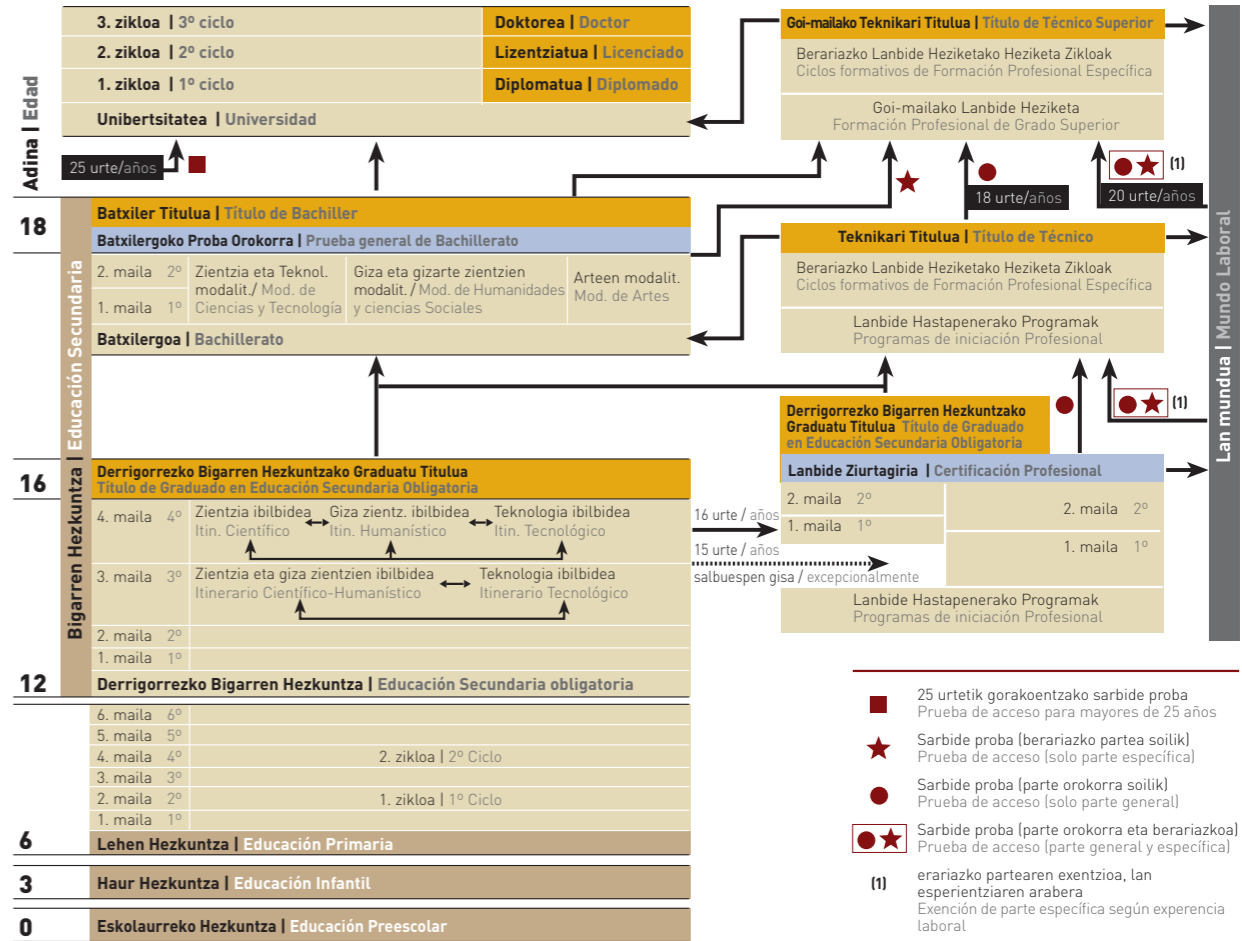 Adina | Edad
3. zikloa | 3º ciclo
Doktorea | Doctor
2. zikloa | 2º ciclo
Lizentziatua | Licenciado
1. zikloa | 1º ciclo
Diplomatua | Diplomado
Unibertsitatea | Universidad
25 urte/años
Goi-mailako Teknikari Titulua | Título de Técnico Superior
Berariazko Lanbide Heziketako Heziketa Zikloak
Ciclos formativos de Formación Profesional Específica
Goi-mailako Lanbide Heziketa
Formación Profesional de Grado Superior
(1)
18 urte/años
20 urte/años
Lan mundua | Mundo Laboral
18
Bigarren Hezkuntza | Educación Secundaria
Batxiler Titulua | Título de Bachiller
Batxilergoko Proba Orokorra | Prueba general de Bachillerato
2. maila 2º
1. maila 1º
Zientzia eta Teknol.
modalit./ Mod. de
Ciencias y Tecnología
Giza eta gizarte zientzien
modalit. / Mod. de Humanidades
y ciencias Sociales
Arteen modalit.
Mod. de Artes
Batxilergoa | Bachillerato
Teknikari Titulua | Título de Técnico
Berariazko Lanbide Heziketako Heziketa Zikloak
Ciclos formativos de Formación Profesional Específica
Lanbide Hastapenerako Programak
Programas de iniciación Profesional
(1)
Derrigorrezko Bigarren Hezkuntzako
Graduatu Titulua Título de Graduado
en Educación Secundaria Obligatoria
Lanbide Ziurtagiria | Certificación Profesional
2. maila 2º
1. maila 1º
2. maila 2º
1. maila 1º
Lanbide Hastapenerako Programak
Programas de iniciación Profesional
16
Derrigorrezko Bigarren Hezkuntzako Graduatu Titulua
Título de Graduado en Educación Secundaria Obligatoria
4. maila 4º
Zientzia ibilbidea
Itin. Científico
Giza zientz. ibilbidea
Itin. Humanístico
Teknologia ibilbidea
Itin. Tecnológico
16 urte / años
15 urte / años
salbuespen gisa / excepcionalmente
3. maila 3º
Zientzia eta giza zientzien ibilbidea
Itinerario Científico-Humanístico
Teknologia ibilbidea
Itinerario Tecnológico
2. maila 2º
1. maila 1º
12
Derrigorrezko Bigarren Hezkuntza | Educación Secundaria obligatoria
6. maila 6º
5. maila 5º
4. maila 4º
2. zikloa | 2º Ciclo
3. maila 3º
2. maila 2º
1. zikloa | 1º Ciclo
1. maila 1º
6
Lehen Hezkuntza | Educación Primaria
3
Haur Hezkuntza | Educación Infantil
0
Eskolaurreko Hezkuntza | Educación Preescolar
25 urtetik gorakoentzako sarbide proba
Prueba de acceso para mayores de 25 años
Sarbide proba (berariazko partea soilik)
Prueba de acceso (solo parte específica)
Sarbide proba (parte orokorra soilik)
Prueba de acceso (solo parte general)
Sarbide proba (parte orokorra eta berariazkoa)
Prueba de acceso (parte general y específica)
(1)
erariazko partearen exentzioa, lan
esperientziaren arabera
Exención de parte específica según experencia
laboral